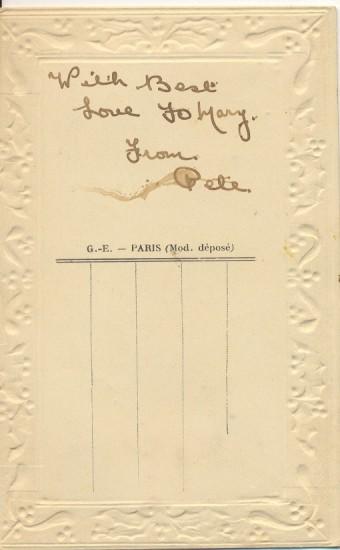 With Best
Love To Mary.
From.
Pete.
G.-E. — PARIS (Mod. déposé)